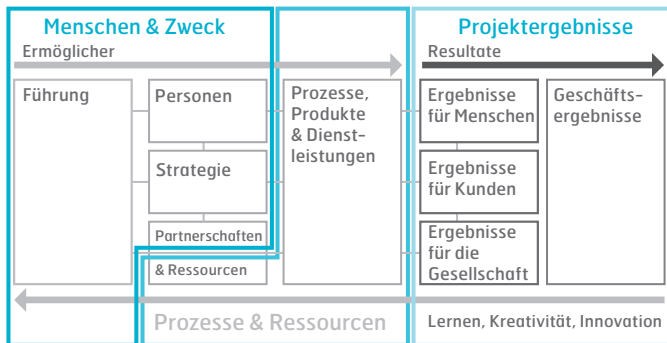 Menschen & Zweck
Projektergebnisse
Ermöglicher
Resultate
Führung
Personen
Strategie
Partnerschaften
& Ressourcen
Prozesse,
Produkte
& Dienst-
leistungen
Ergebnisse
für Menschen
Ergebnisse
für Kunden
Ergebnisse
für die
Gesellschaft
Geschäfts-
ergebnisse
Prozesse & Ressourcen
Lernen, Kreativität, Innovation